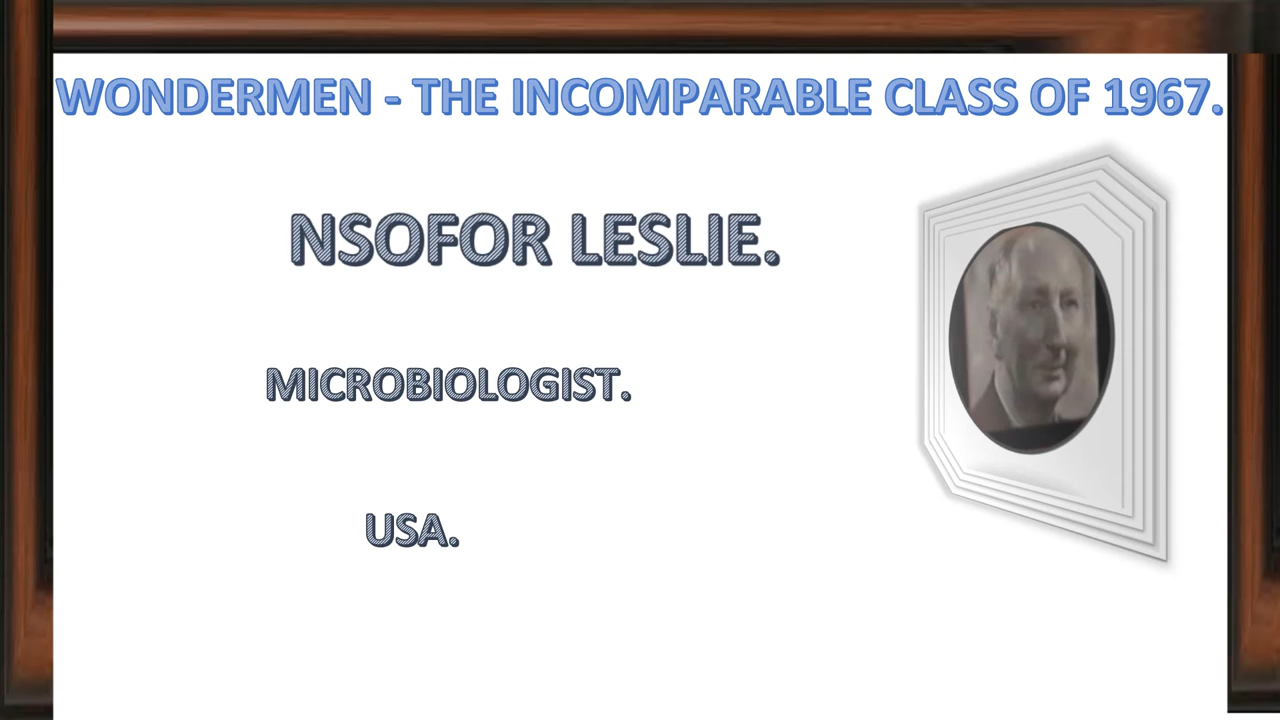 WONDERMEN - THE INCOMPARABLE CLASS OF 1967.
NSOFOR LESLIE.
MICROBIOLOGIST.
USA.